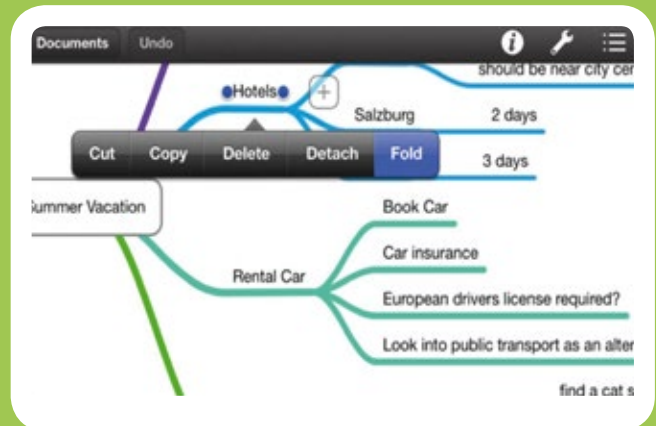 Documents
Undo
should be near city cen
Hotels
Salzburg
2 days
Cut
Copy
Delete
Detach
Fold
3 days
Summer Vacation
Book Car
Car insurance
Rental Car
European drivers license required?
Look into public transport as an alter
find a cat s